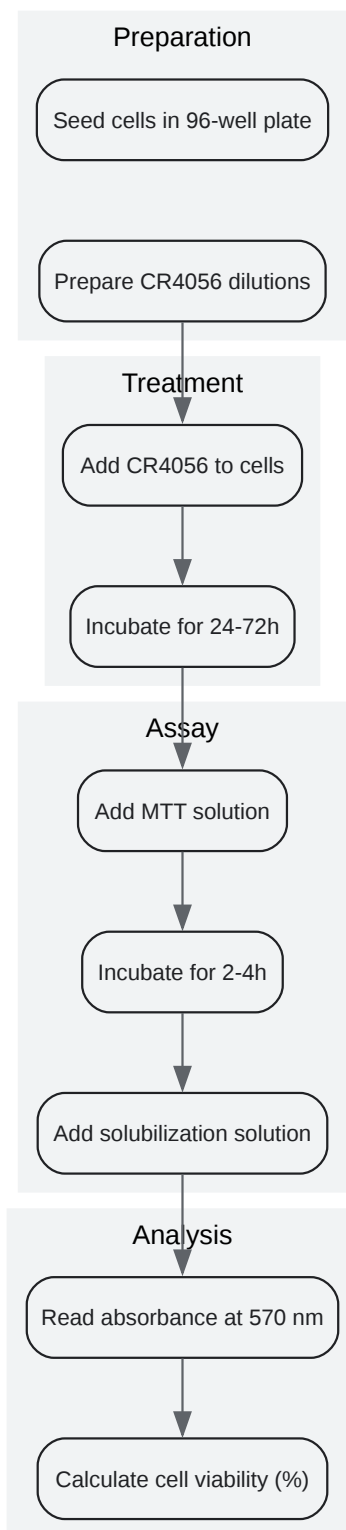 Preparation
Seed cells in 96-well plate
Prepare CR4056 dilutions
Treatment
Add CR4056 to cells
Incubate for 24-72h
Assay
Add MTT solution
Incubate for 2-4h
Add solubilization solution
Analysis
Read absorbance at 570 nm
Calculate cell viability (%)